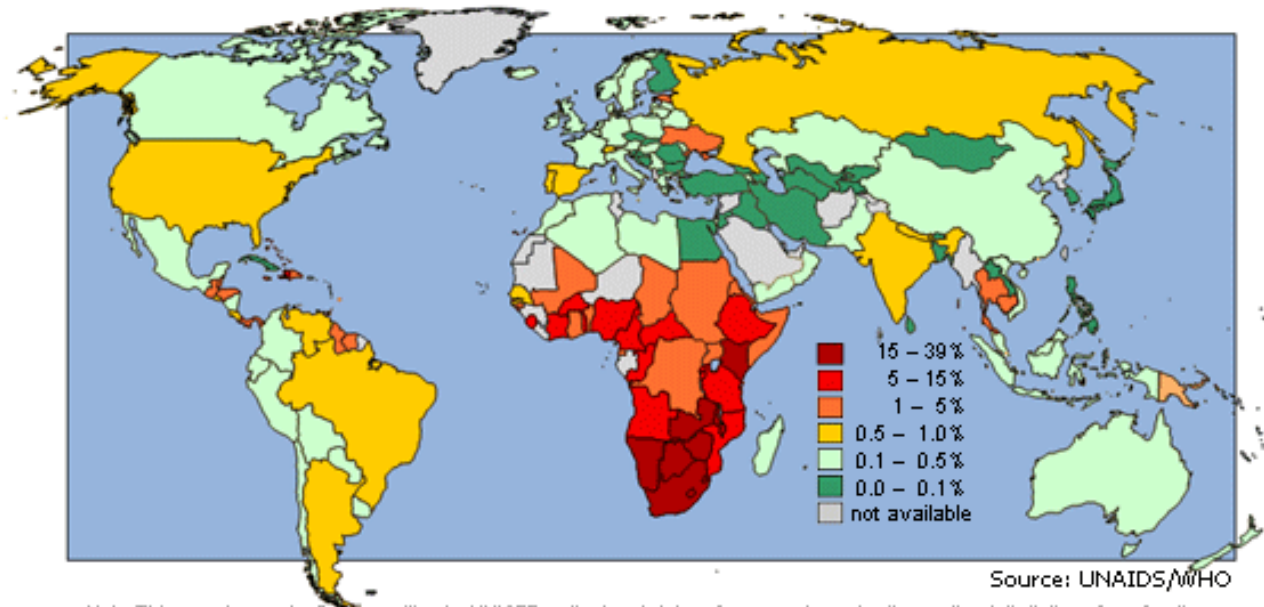 15 – 39%
5 – 15%
1 – 5%
0.5 – 1.0%
0.1 – 0.5%
0.0 – 0.1%
not available
Source: UNAIDS/WHO